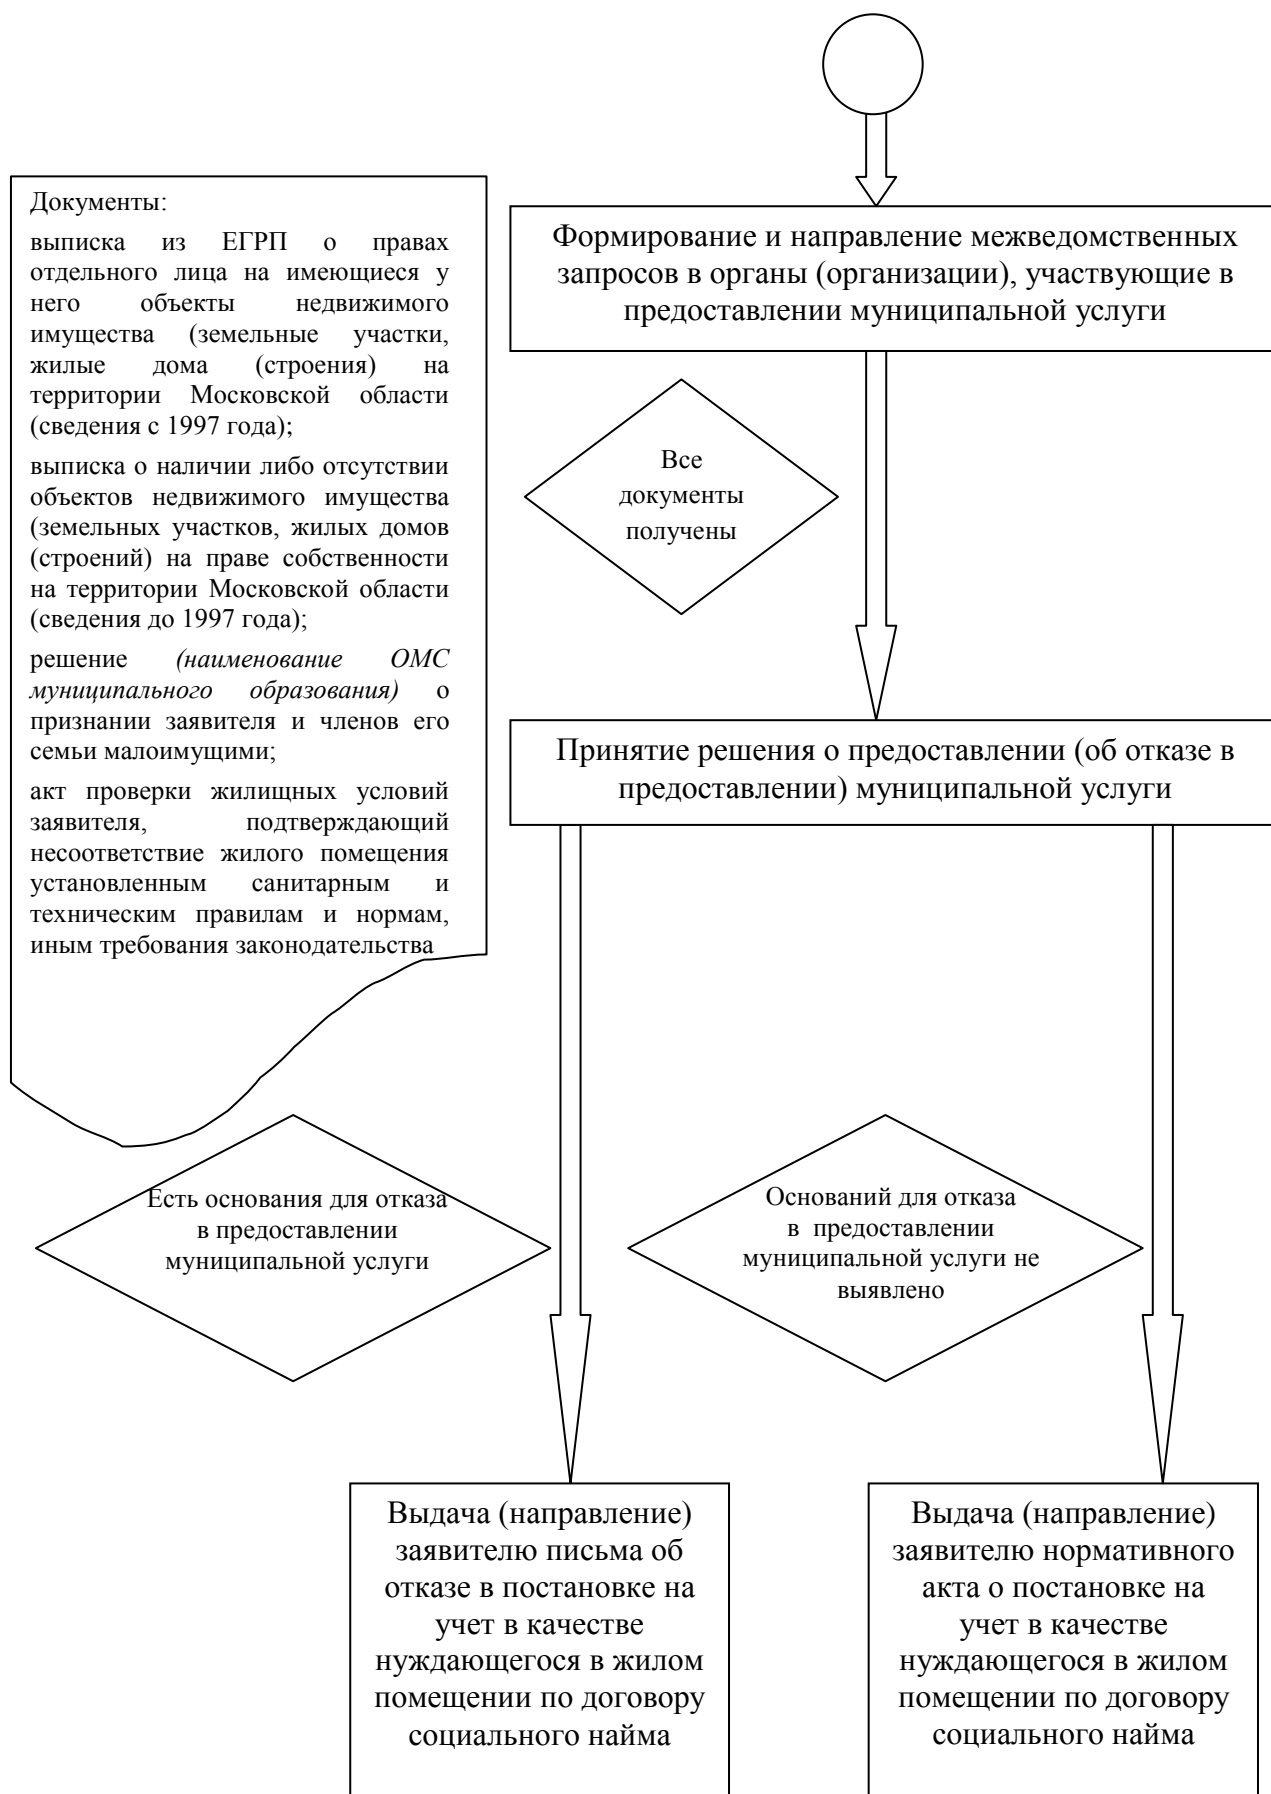 Документы:
выписка из ЕГРП о правах
отдельного лица на имеющиеся у
него объекты недвижимого
имущества (земельные участки,
жилые дома (строения) на
территории Московской области
(сведения с 1997 года);
выписка о наличии либо отсутствии
объектов недвижимого имущества
(земельных участков, жилых домов
(строений) на праве собственности
на территории Московской области
(сведения до 1997 года);
решение (наименование ОМС
муниципального образования) о
признании заявителя и членов его
семьи малоимущими;
акт проверки жилищных условий
заявителя, подтверждающий
несоответствие жилого помещения
установленным санитарным и
техническим правилам и нормам,
иным требования законодательства
Формирование и направление межведомственных
запросов в органы (организации), участвующие в
предоставлении муниципальной услуги
Все
документы
получены
Принятие решения о предоставлении (об отказе в
предоставлении) муниципальной услуги
Есть основания для отказа
в предоставлении
муниципальной услуги
Оснований для отказа
в предоставлении
муниципальной услуги не
выявлено
Выдача (направление)
заявителю письма об
отказе в постановке на
учет в качестве
нуждающегося в жилом
помещении по договору
социального найма
Выдача (направление)
заявителю нормативного
акта о постановке на
учет в качестве
нуждающегося в жилом
помещении по договору
социального найма